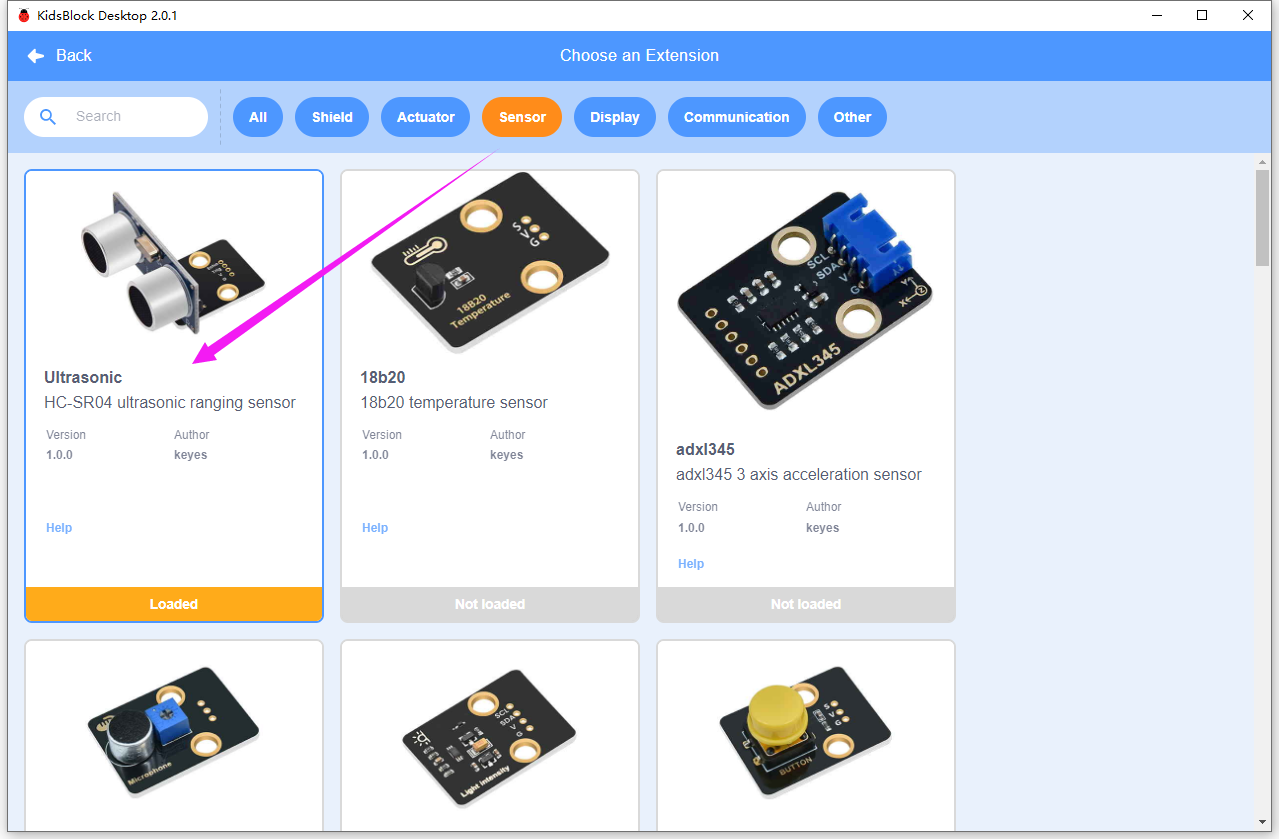 KidsBlock Desktop 2.0.1
Back
Choose an Extension
Search
All
Shield
Actuator
Sensor
Display
Communication
Other
S
V
G
18B20
Temperature
SCL
SDA
G
Y
X
Z
ADXL345
Ultrasonic
HC-SR04 ultrasonic ranging sensor
Version
Author
1.0.0
keyes
Help
Loaded
18b20
18b20 temperature sensor
Version
Author
1.0.0
keyes
Help
Not loaded
adxl345
adxl345 3 axis acceleration sensor
Version
Author
1.0.0
keyes
Help
Not loaded
Microphone
SCL
SDA
V
G
Light intensity
S
V
G
BUTTON